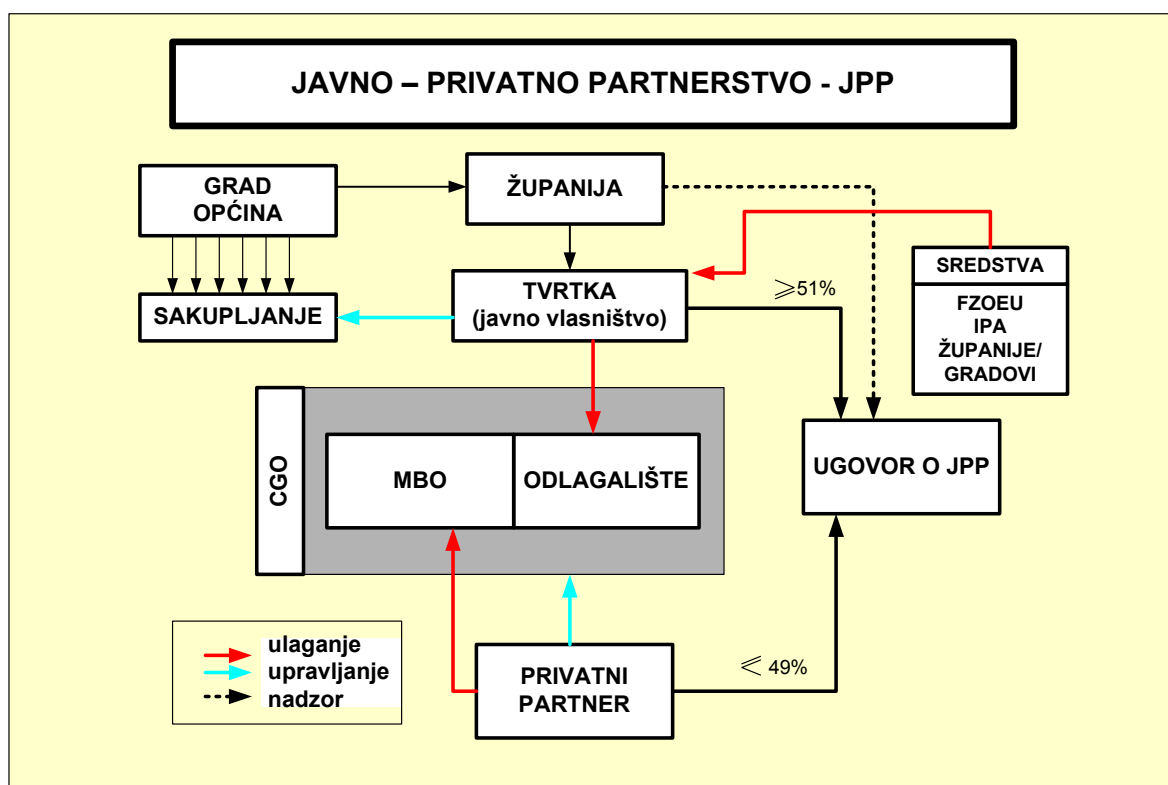 JAVNO – PRIVATNO PARTNERSTVO - JPP
GRAD
OPĆINA
ŽUPANIJA
SREDSTVA
FZOEU
IPA
ŽUPANIJE/
GRADOVI
SAKUPLJANJE
TVRTKA
(javno vlasništvo)
⩾51%
CGO
MBO
ODLAGALIŠTE
UGOVOR O JPP
ulaganje
upravljanje
nadzor
PRIVATNI
PARTNER
⩽ 49%